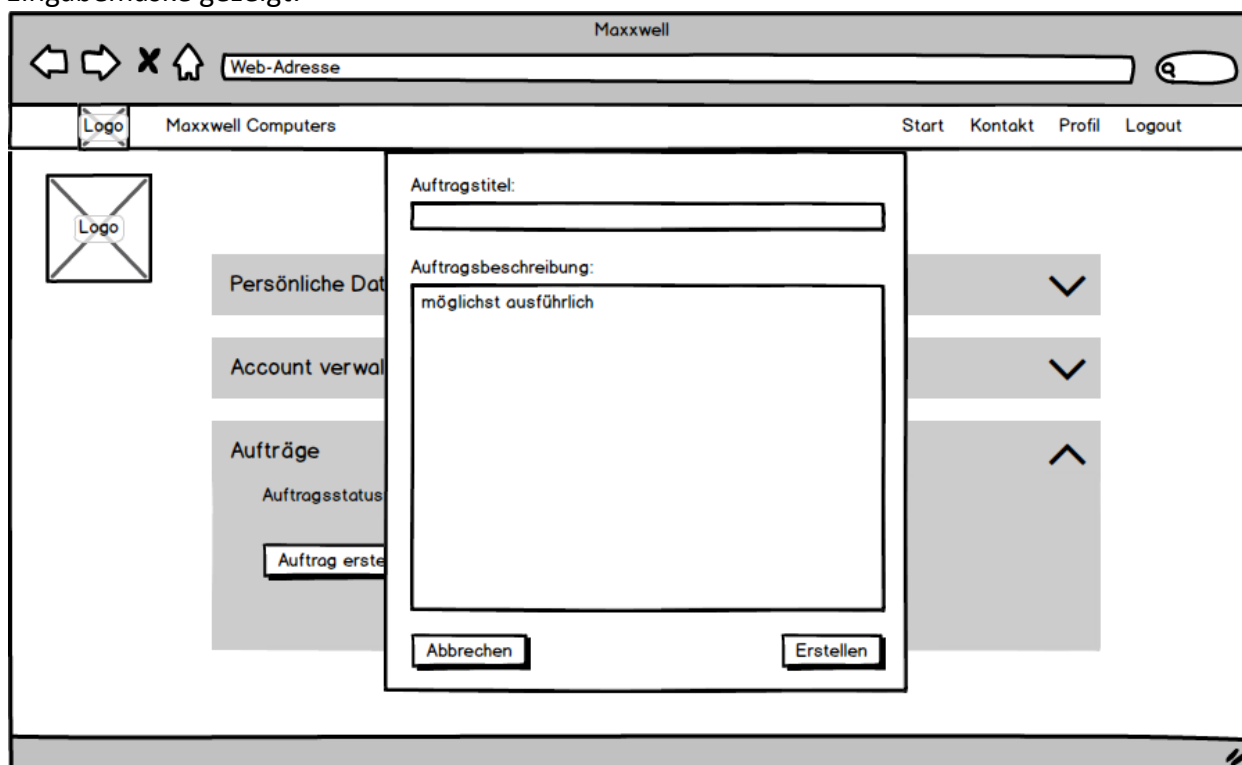 Eingabemaske gezeigt.
Maxxwell
Web-Adresse
Logo Maxxwell Computers Start Kontakt Profil Logout
Logo
Auftragstitel:
Auftragsbeschreibung:
möglichst ausführlich
Persönliche Dat
Account verwal
Aufträge
Auftragsstatus
Auftrag erste
Abbrechen Erstellen